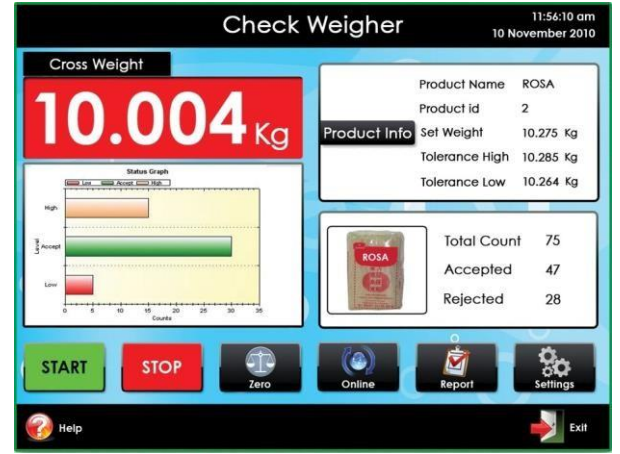 Check Weigher
11:56:10 am
10 November 2010
Cross Weight
10.004 Kg
Product Info
Product Name ROSA
Product id 2
Set Weight 10.275 Kg
Tolerance High 10.285 Kg
Tolerance Low 10.264 Kg
Status Graph
Low Accept High
High
Accept
Low
Level
0 5 10 15 20 25 30 35
Counts
ROSA
Total Count 75
Accepted 47
Rejected 28
START
STOP
Zero
Online
Report
Settings
Help
Exit